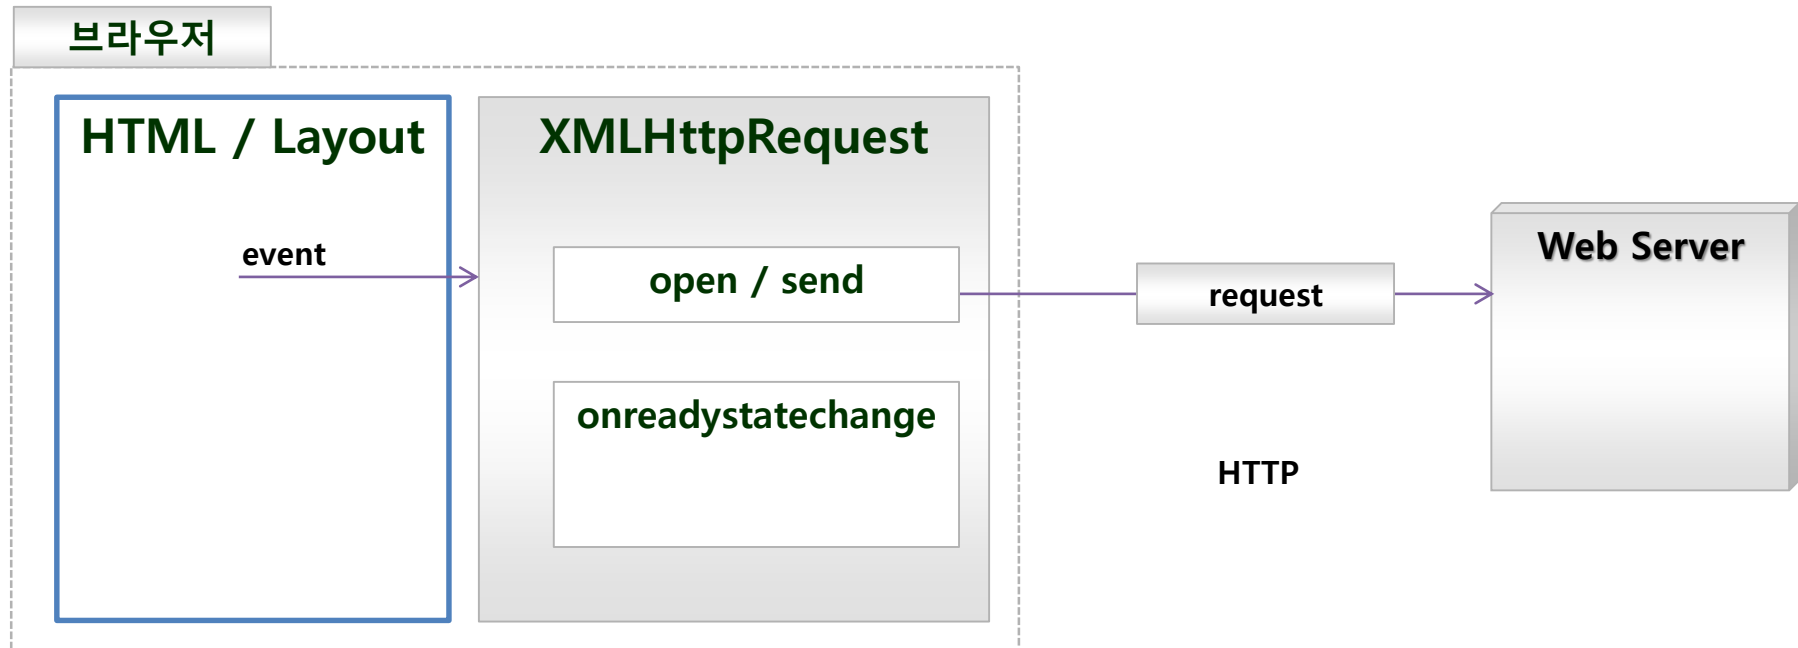 브라우저
HTML / Layout
XMLHttpRequest
Web Server
event
open / send
request
onreadystatechange
HTTP